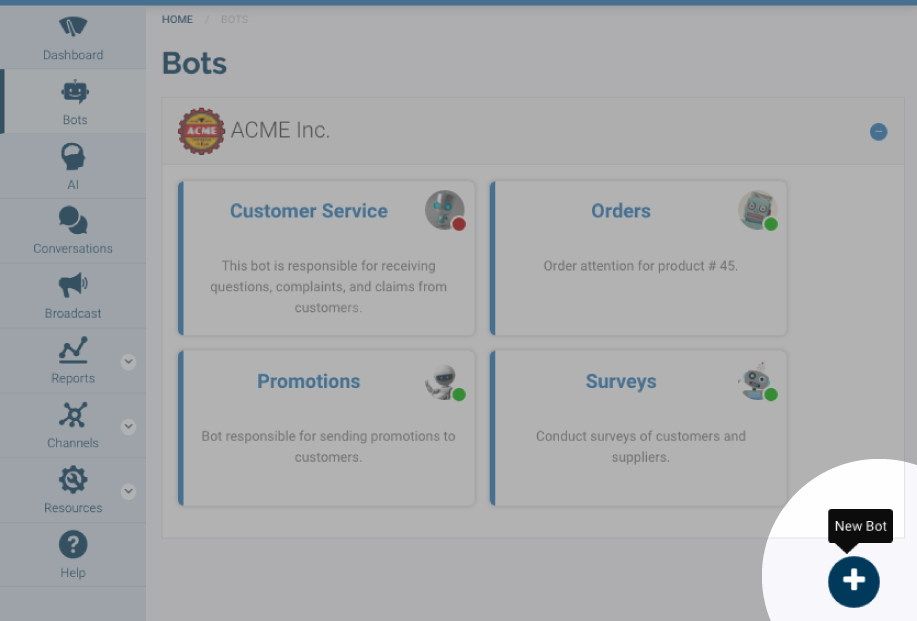 HOME / BOTS
Dashboard
Bots
AI
Conversations
Broadcast
Reports
Channels
Resources
Help
Bots
ACME
ACME Inc.
Customer Service
This bot is responsible for receiving
questions, complaints, and claims from
customers.
Orders
Order attention for product # 45.
Promotions
Bot responsible for sending promotions to
customers.
Surveys
Conduct surveys of customers and
suppliers.
New Bot